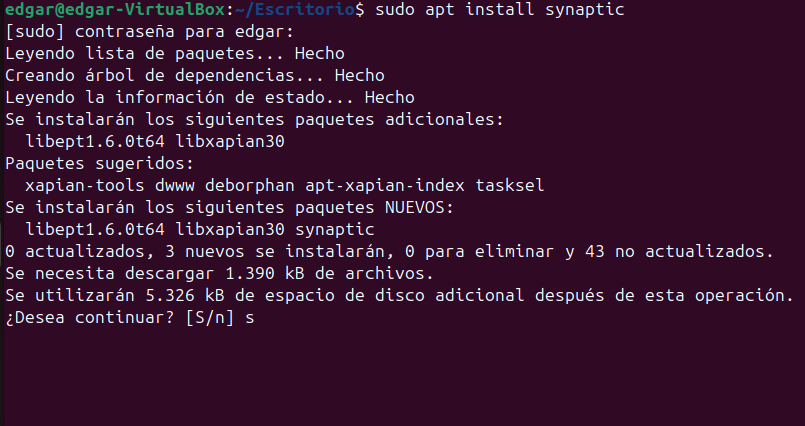 edgar@edgar-VirtualBox:~/Escritorio$ sudo apt install synaptic
[sudo] contraseña para edgar:
Leyendo lista de paquetes... Hecho
Creando árbol de dependencias... Hecho
Leyendo la información de estado... Hecho
Se instalarán los siguientes paquetes adicionales:
  libept1.6.0t64 libxapian30
Paquetes sugeridos:
  xapian-tools dwww deborphan apt-xapian-index tasksel
Se instalarán los siguientes paquetes NUEVOS:
  libept1.6.0t64 libxapian30 synaptic
0 actualizados, 3 nuevos se instalarán, 0 para eliminar y 43 no actualizados.
Se necesita descargar 1.390 kB de archivos.
Se utilizarán 5.326 kB de espacio de disco adicional después de esta operación.
¿Desea continuar? [S/n] s